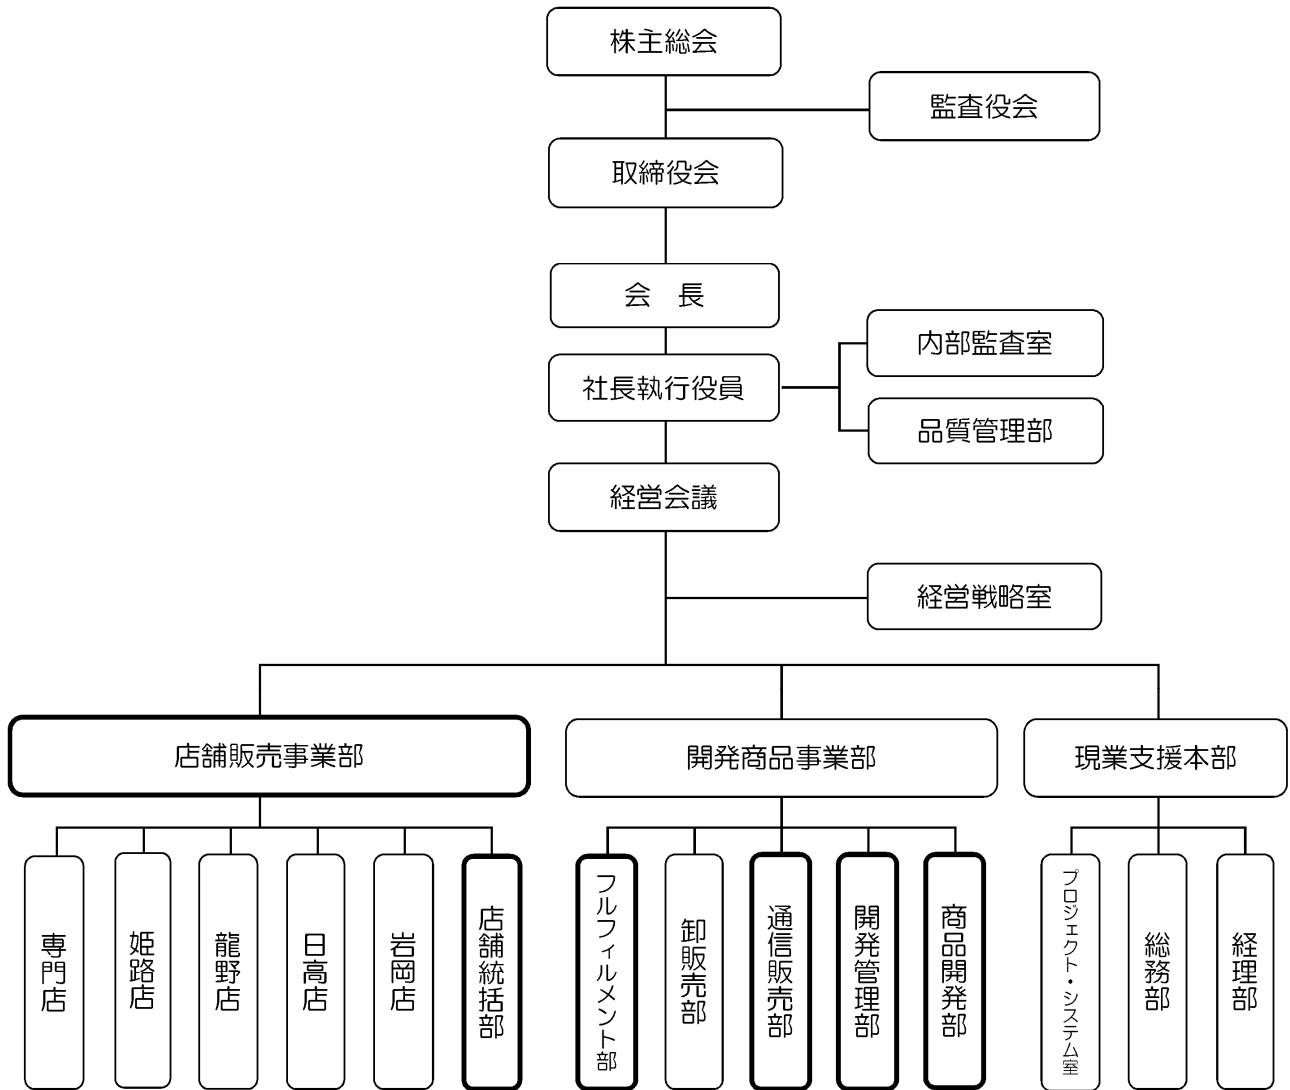 株主総会
監査役会
取締役会
会　長
内部監査室
社長執行役員
品質管理部
経営会議
経営戦略室
店舗販売事業部
開発商品事業部
現業支援本部
専門店
姫路店
龍野店
日高店
岩岡店
店舗統括部
フルフィルメント部
卸販売部
通信販売部
開発管理部
商品開発部
プロジェクト・システム室
総務部
経理部